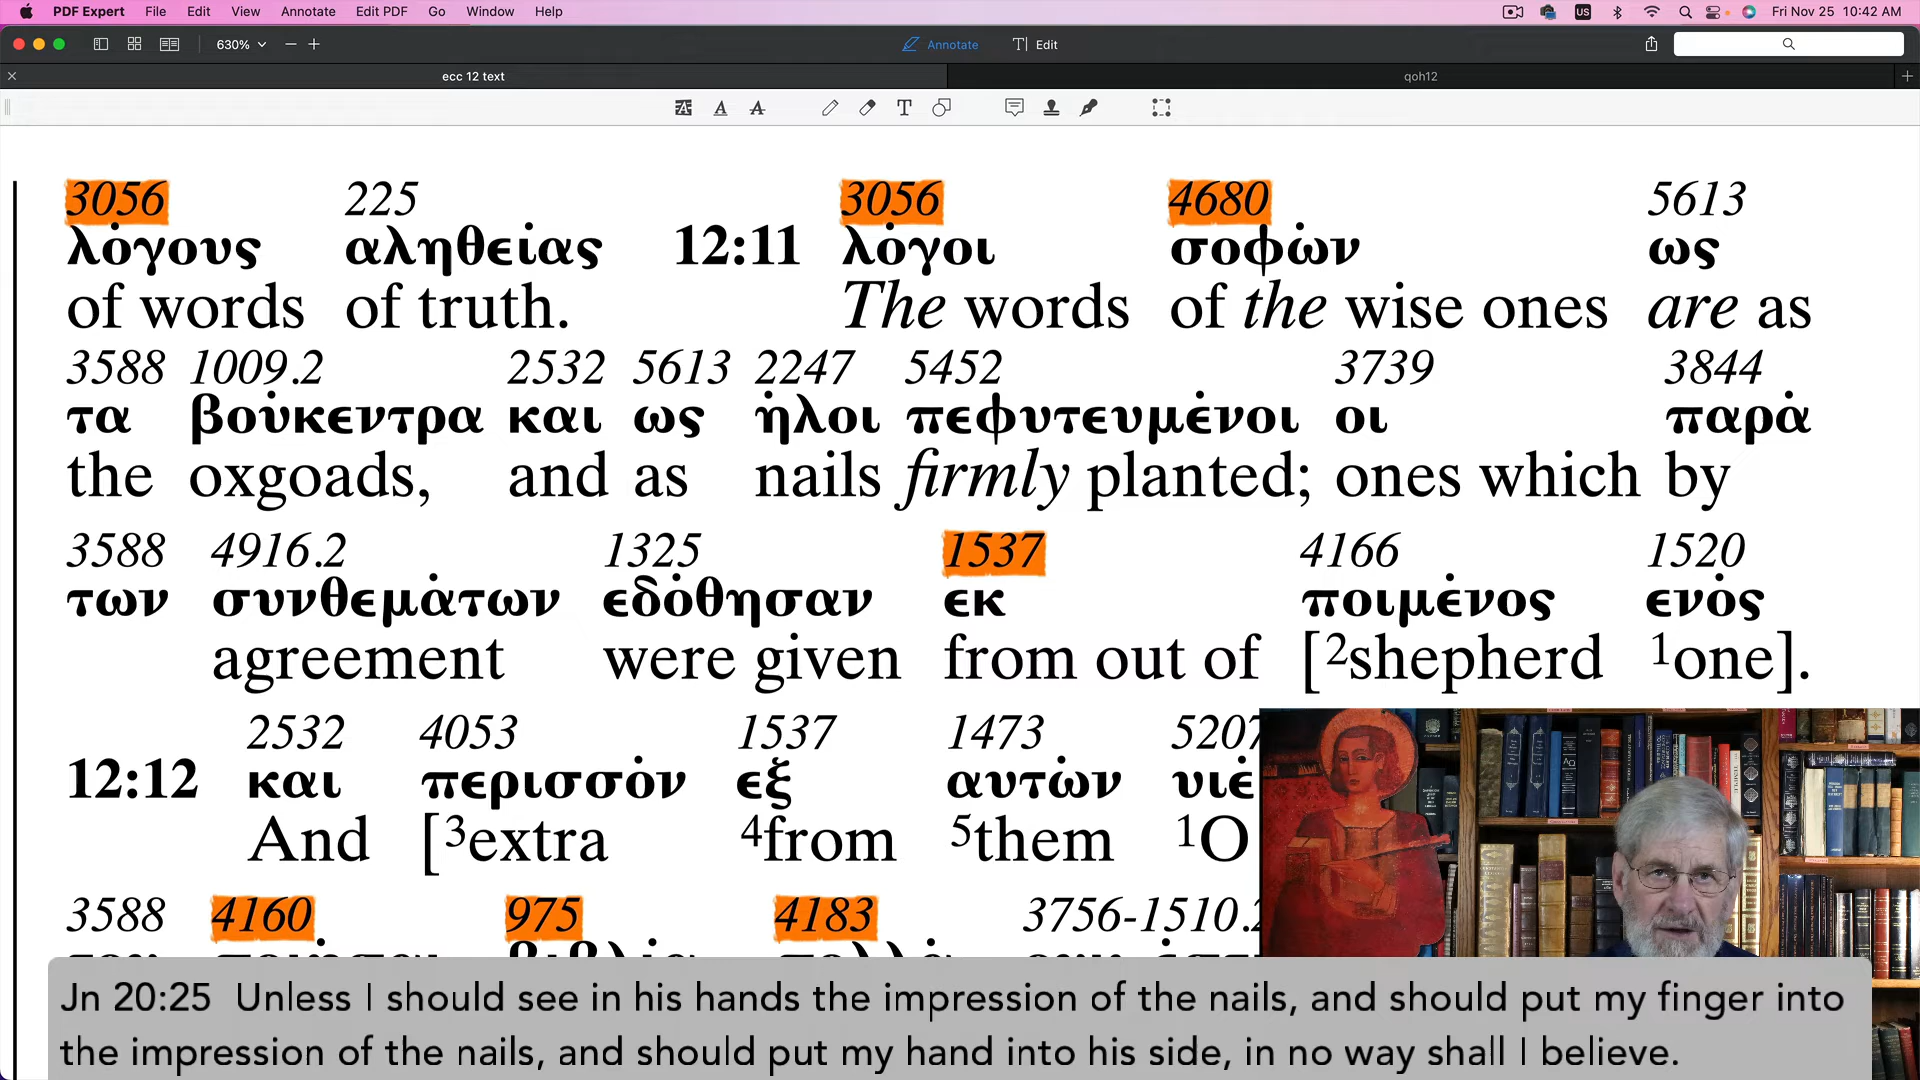 PDF Expert File Edit View Annotate Edit PDF Go Window Help US Fri Nov 25 10:42 AM
630% Annotate T Edit
ecc 12 text qoh12
3056 225 3056 4680 5613
λόγους αληθείας 12:11 λόγοι σοφών ως
of words of truth. The words of the wise ones are as
3588 1009.2 2532 5613 2247 5452 3739 3844
τα βούκεντρα και ως ήλοι πεφυτευμένοι οι παρά
the oxgoads, and as nails firmly planted; ones which by
3588 4916.2 1325 1537 4166 1520
των συνθεμάτων εδόθησαν εκ ποιμένος ενός
agreement were given from out of [2shepherd 1one].
2532 4053 1537 1473 5207
12:12 και περισσόν εξ αυτών υιέ
And [3extra 4from 5them 1O
3588 4160 975 4183 3756-1510.2
Jn 20:25 Unless I should see in his hands the impression of the nails, and should put my finger into
the impression of the nails, and should put my hand into his side, in no way shall I believe.